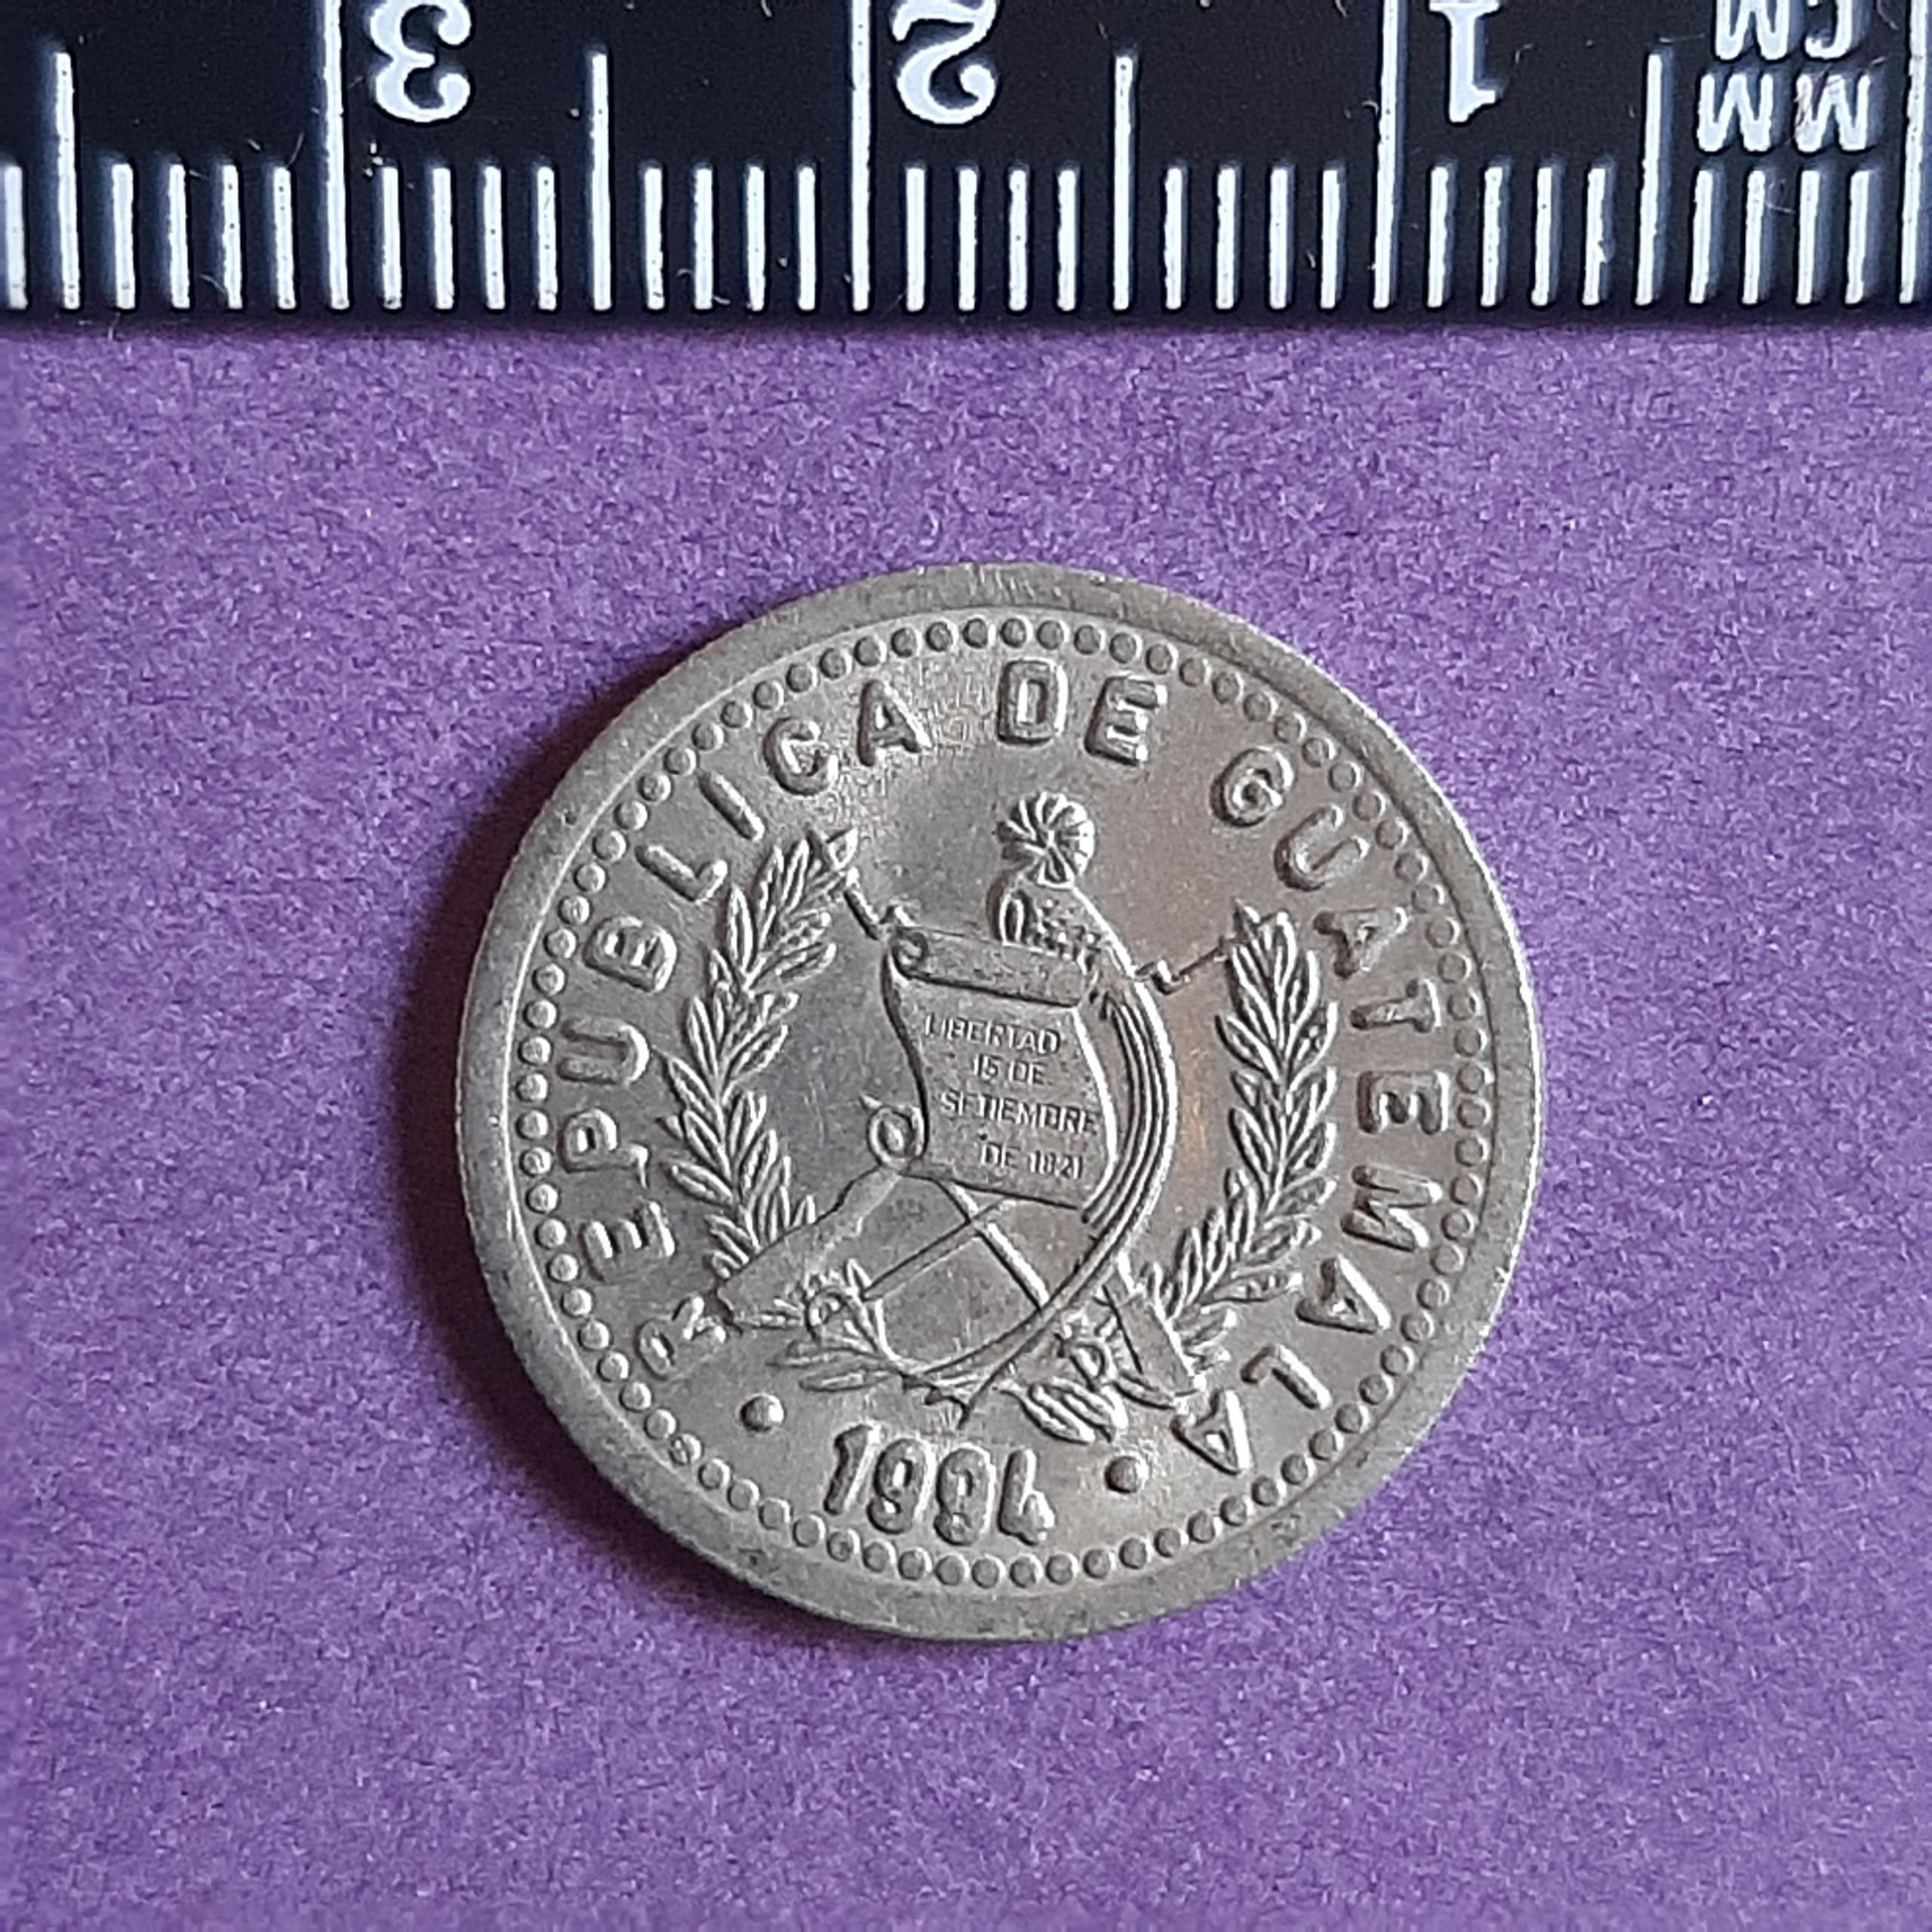 3 2 1 CM
MM
REPUBLICA DE GUATEMALA
LIBERTAD
15 DE
SETIEMBRE
DE 1821
1994